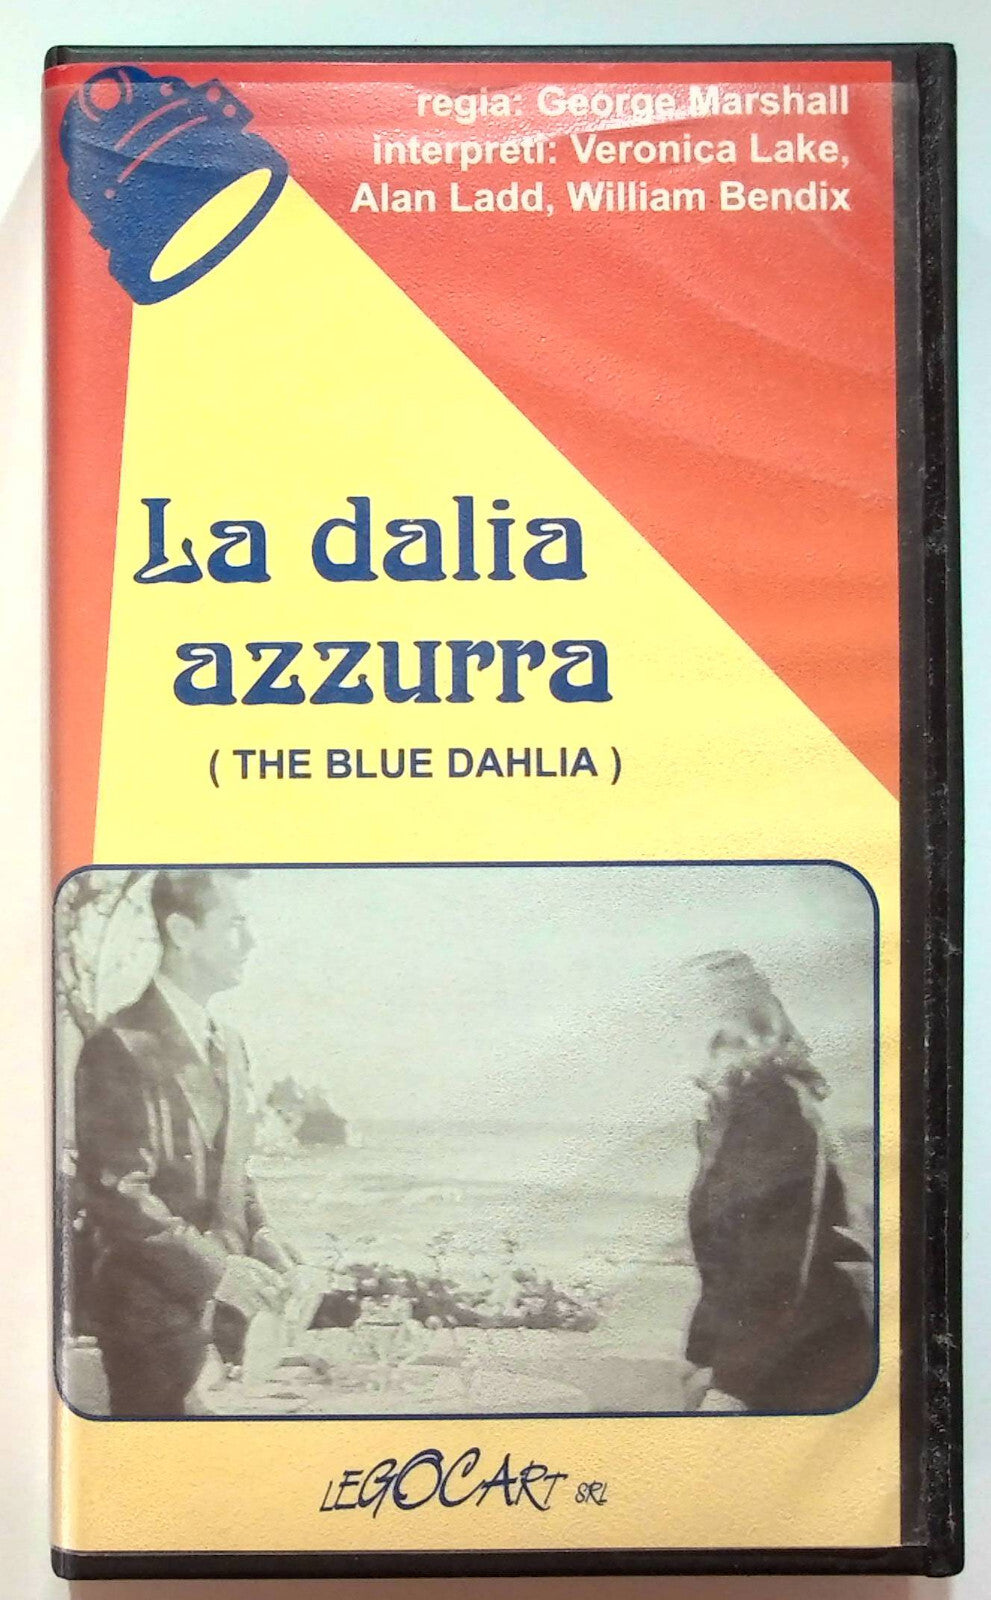 regia: George Marshall
interpreti: Veronica Lake,
Alan Ladd, William Bendix
La dalia
azzurra
( THE BLUE DAHLIA )
LEGOCART SRL